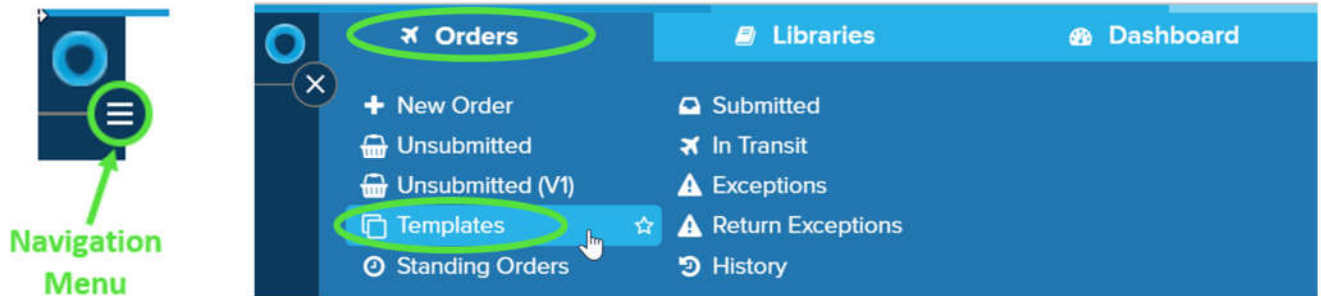 Navigation
Menu
Orders
Libraries
Dashboard
New Order
Unsubmitted
Unsubmitted (V1)
Templates
Standing Orders
Submitted
In Transit
Exceptions
Return Exceptions
History